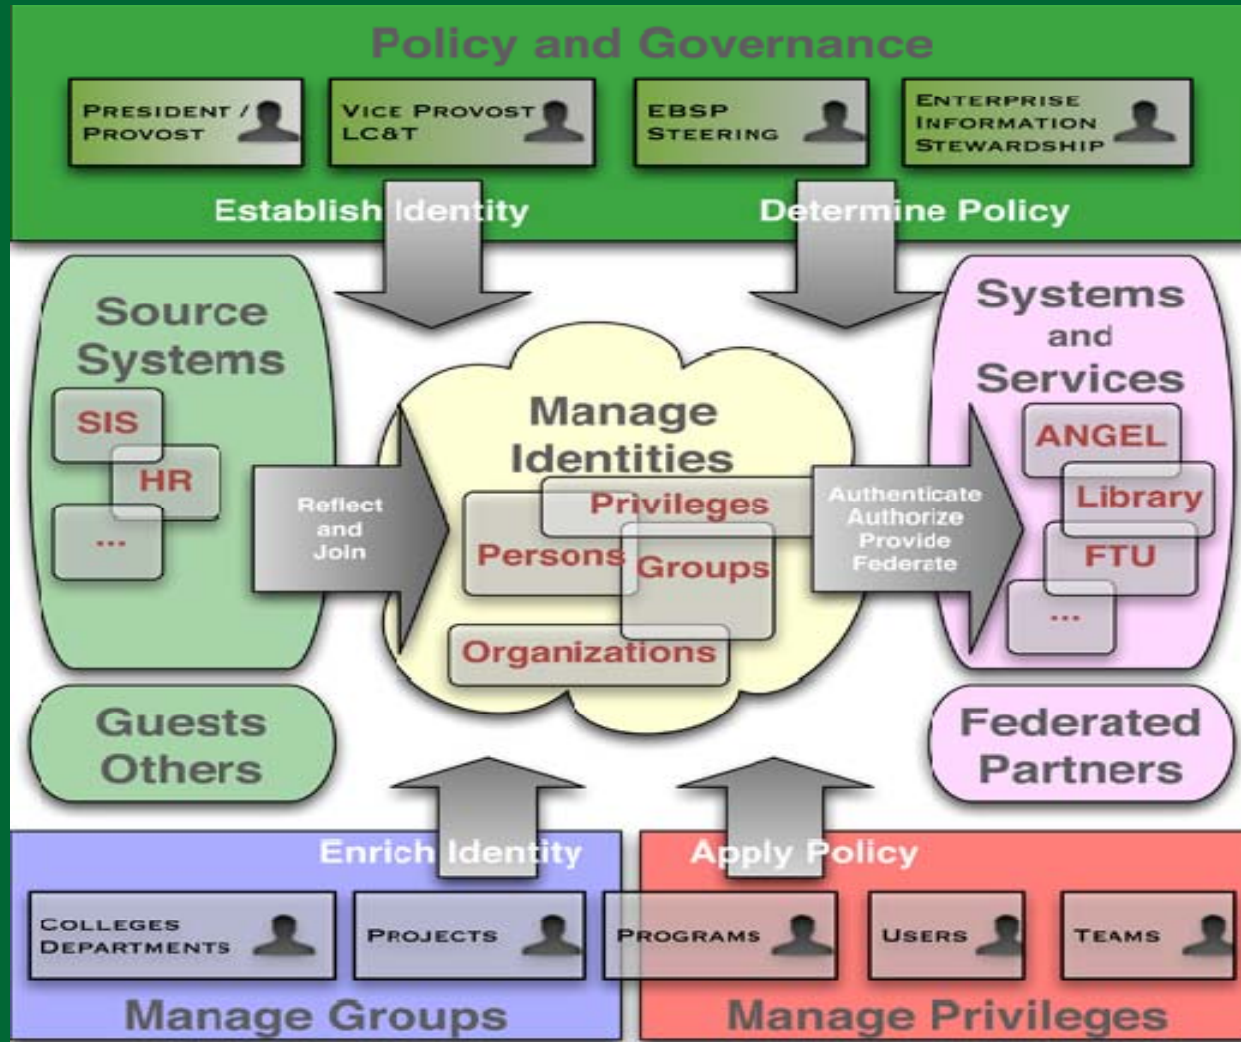 Policy and Governance
PRESIDENT /
PROVOST
VICE PROVOST
LC&T
EBSP
STEERING
ENTERPRISE
INFORMATION
STEWARDSHIP
Establish Identity
Determine Policy
Source
Systems
SIS
HR
...
Reflect
and
Join
Manage
Identities
Privileges
Persons
Groups
Organizations
Authenticate
Authorize
Provide
Federate
Systems
and
Services
ANGEL
Library
FTU
...
Guests
Others
Federated
Partners
Enrich Identity
Apply Policy
COLLEGES
DEPARTMENTS
PROJECTS
PROGRAMS
USERS
TEAMS
Manage Groups
Manage Privileges